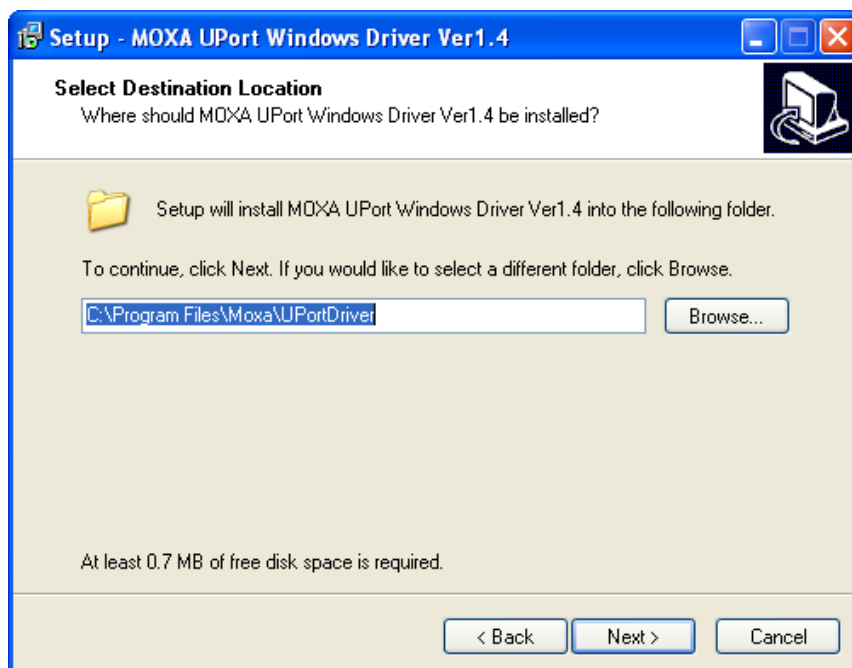 Setup - MOXA UPort Windows Driver Ver1.4
Select Destination Location
Where should MOXA UPort Windows Driver Ver1.4 be installed?
Setup will install MOXA UPort Windows Driver Ver1.4 into the following folder.
To continue, click Next. If you would like to select a different folder, click Browse.
C:\Program Files\Moxa\UPortDriver
Browse...
At least 0.7 MB of free disk space is required.
< Back
Next >
Cancel